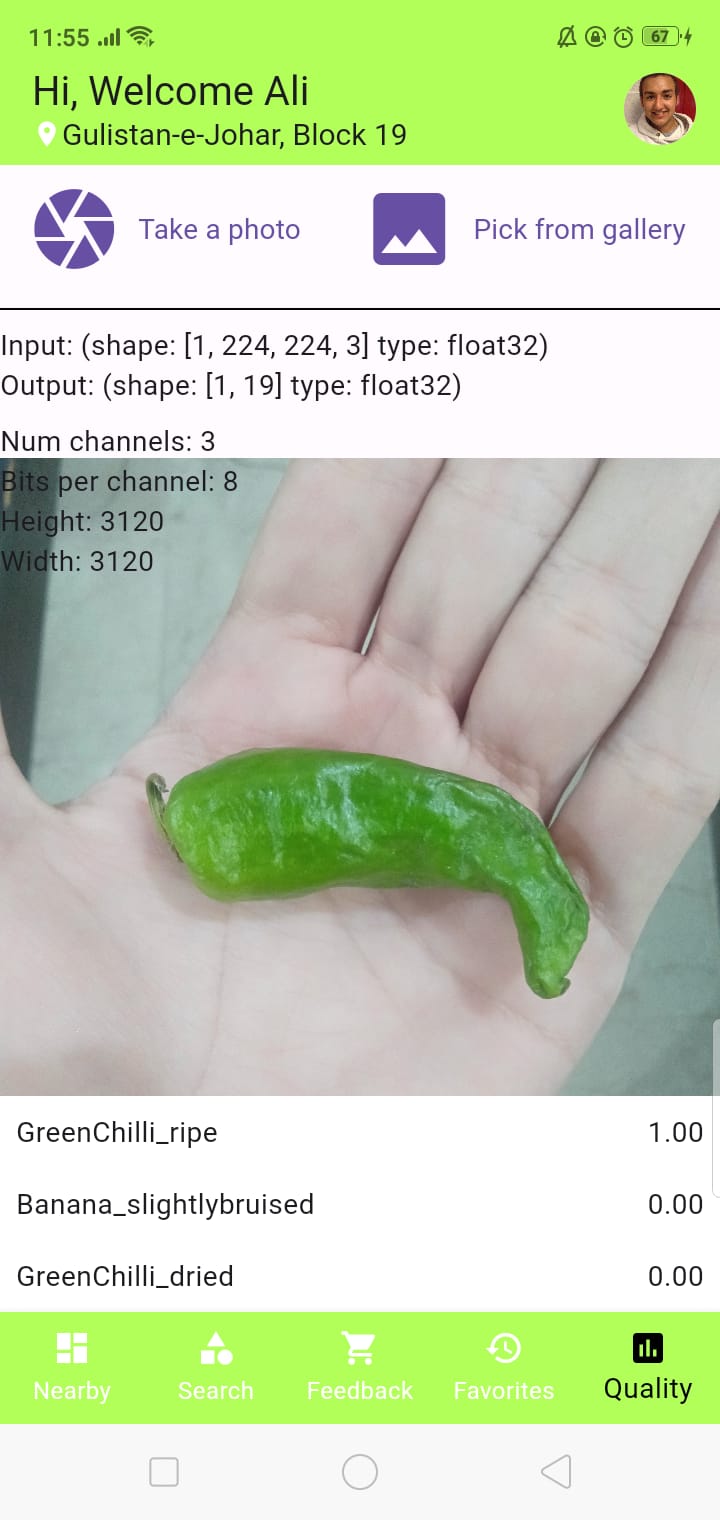 11:55
67
Hi, Welcome Ali
Gulistan-e-Johar, Block 19
Take a photo
Pick from gallery
Input: (shape: [1, 224, 224, 3] type: float32)
Output: (shape: [1, 19] type: float32)
Num channels: 3
Bits per channel: 8
Height: 3120
Width: 3120
GreenChilli_ripe 1.00
Banana_slightlybruised 0.00
GreenChilli_dried 0.00
Nearby Search Feedback Favorites Quality